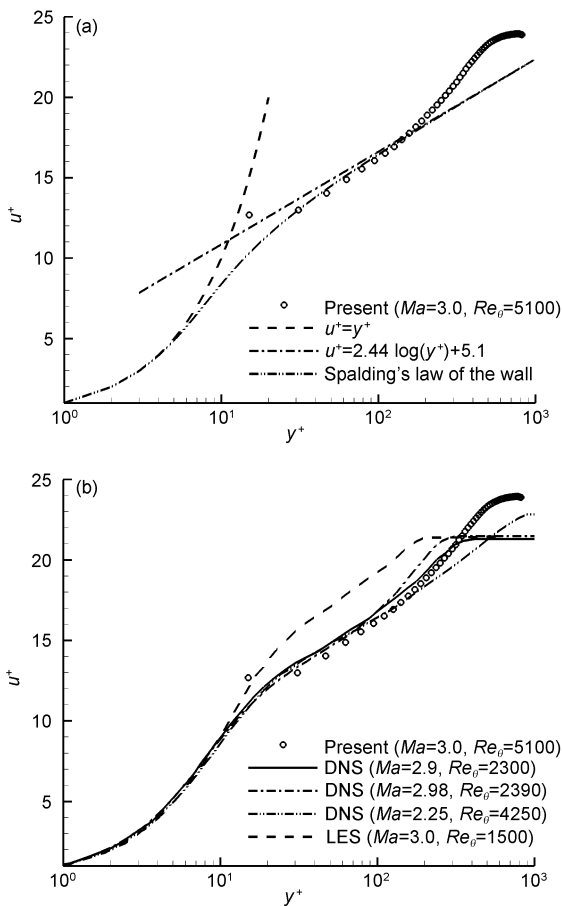 (a)
25
20
15
10
5
u⁺
10⁰
10¹
10²
10³
y⁺
Present (Ma=3.0, Reθ=5100)
u⁺=y⁺
u⁺=2.44 log(y⁺)+5.1
Spalding's law of the wall
(b)
25
20
15
10
5
u⁺
10⁰
10¹
10²
10³
y⁺
Present (Ma=3.0, Reθ=5100)
DNS (Ma=2.9, Reθ=2300)
DNS (Ma=2.98, Reθ=2390)
DNS (Ma=2.25, Reθ=4250)
LES (Ma=3.0, Reθ=1500)